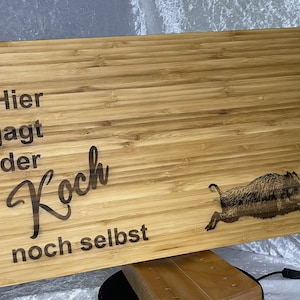 Hier
jagt
der
Koch
noch selbst